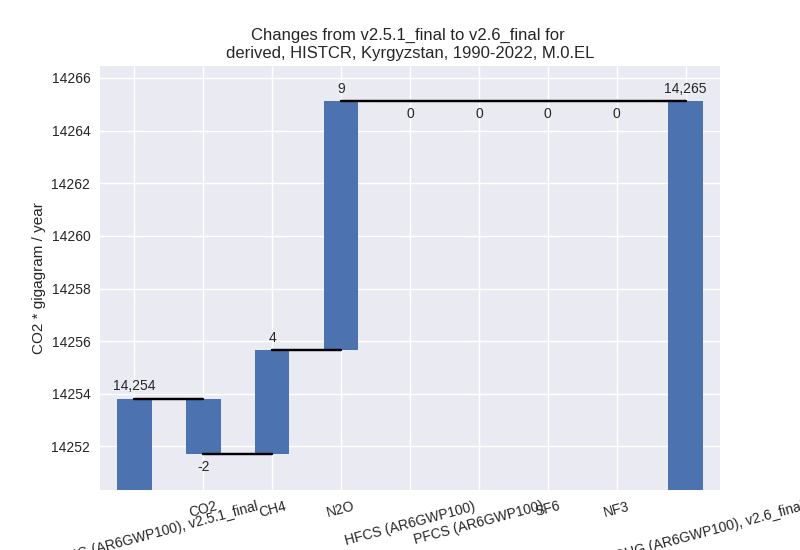 Changes from v2.5.1_final to v2.6_final for
derived, HISTCR, Kyrgyzstan, 1990-2022, M.0.EL
CO2 * gigagram / year
14266
14264
14262
14260
14258
14256
14254
14252
14,254
-2
4
9
0
0
0
0
14,265
(AR6GWP100), v2.5.1_final
CO2
CH4
N2O
HFCS (AR6GWP100)
PFCS (AR6GWP100)
SF6
NF3
(AR6GWP100), v2.6_final